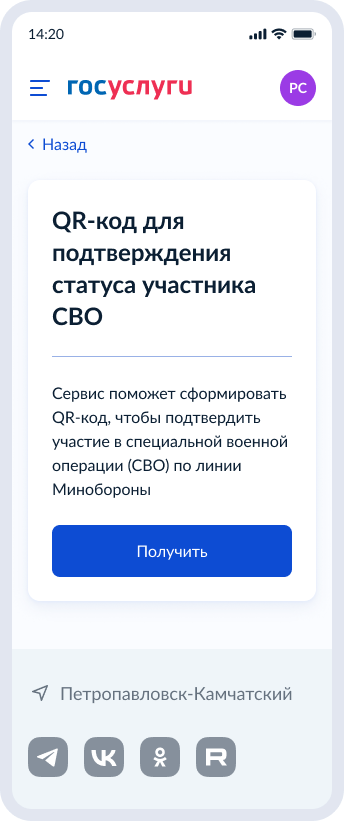 14:20
госуслуги
РС
Назад
QR-код для
подтверждения
статуса участника
СВО
Сервис поможет сформировать
QR-код, чтобы подтвердить
участие в специальной военной
операции (СВО) по линии
Минобороны
Получить
Петропавловск-Камчатский